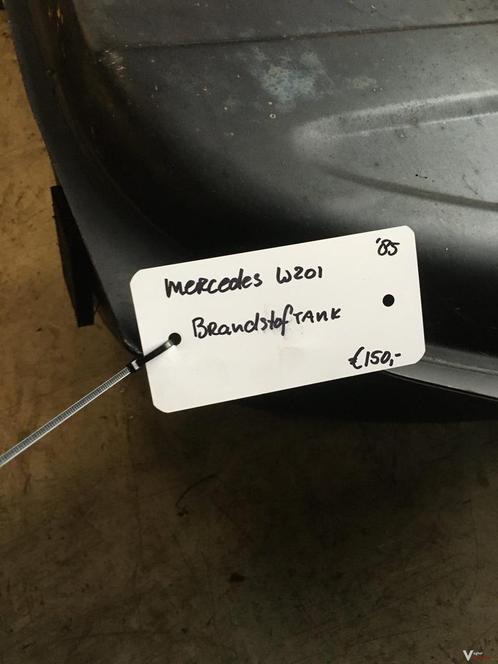 '85
Mercedes W201
BrandstofTANK
€150,-